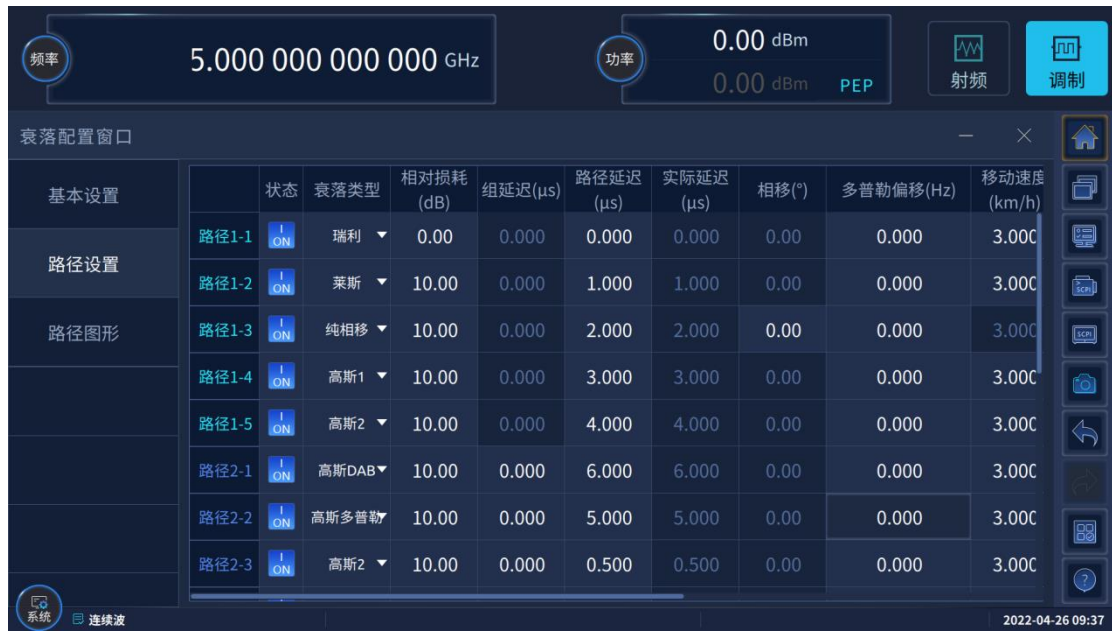 频率 5.000 000 000 000 GHz 功率 0.00 dBm
0.00 dBm PEP
射频 调制
衰落配置窗口
基本设置
路径设置
路径图形
状态 衰落类型 相对损耗(dB) 组延迟(μs) 路径延迟(μs) 实际延迟(μs) 相移(°) 多普勒偏移(Hz) 移动速度(km/h)
路径1-1 I ON 瑞利 0.00 0.000 0.000 0.000 0.00 0.000 3.000
路径1-2 I ON 莱斯 10.00 0.000 1.000 1.000 0.00 0.000 3.000
路径1-3 I ON 纯相移 10.00 0.000 2.000 2.000 0.00 0.000 3.000
路径1-4 I ON 高斯1 10.00 0.000 3.000 3.000 0.00 0.000 3.000
路径1-5 I ON 高斯2 10.00 0.000 4.000 4.000 0.00 0.000 3.000
路径2-1 I ON 高斯DAB 10.00 0.000 6.000 6.000 0.00 0.000 3.000
路径2-2 I ON 高斯多普勒 10.00 0.000 5.000 5.000 0.00 0.000 3.000
路径2-3 I ON 高斯2 10.00 0.000 0.500 0.500 0.00 0.000 3.000
SCPI
SCPI
系统 连续波 2022-04-26 09:37